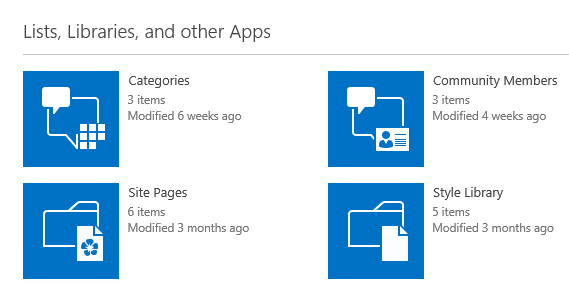 Lists, Libraries, and other Apps
Categories
3 items
Modified 6 weeks ago
Community Members
3 items
Modified 4 weeks ago
Site Pages
6 items
Modified 3 months ago
Style Library
5 items
Modified 3 months ago